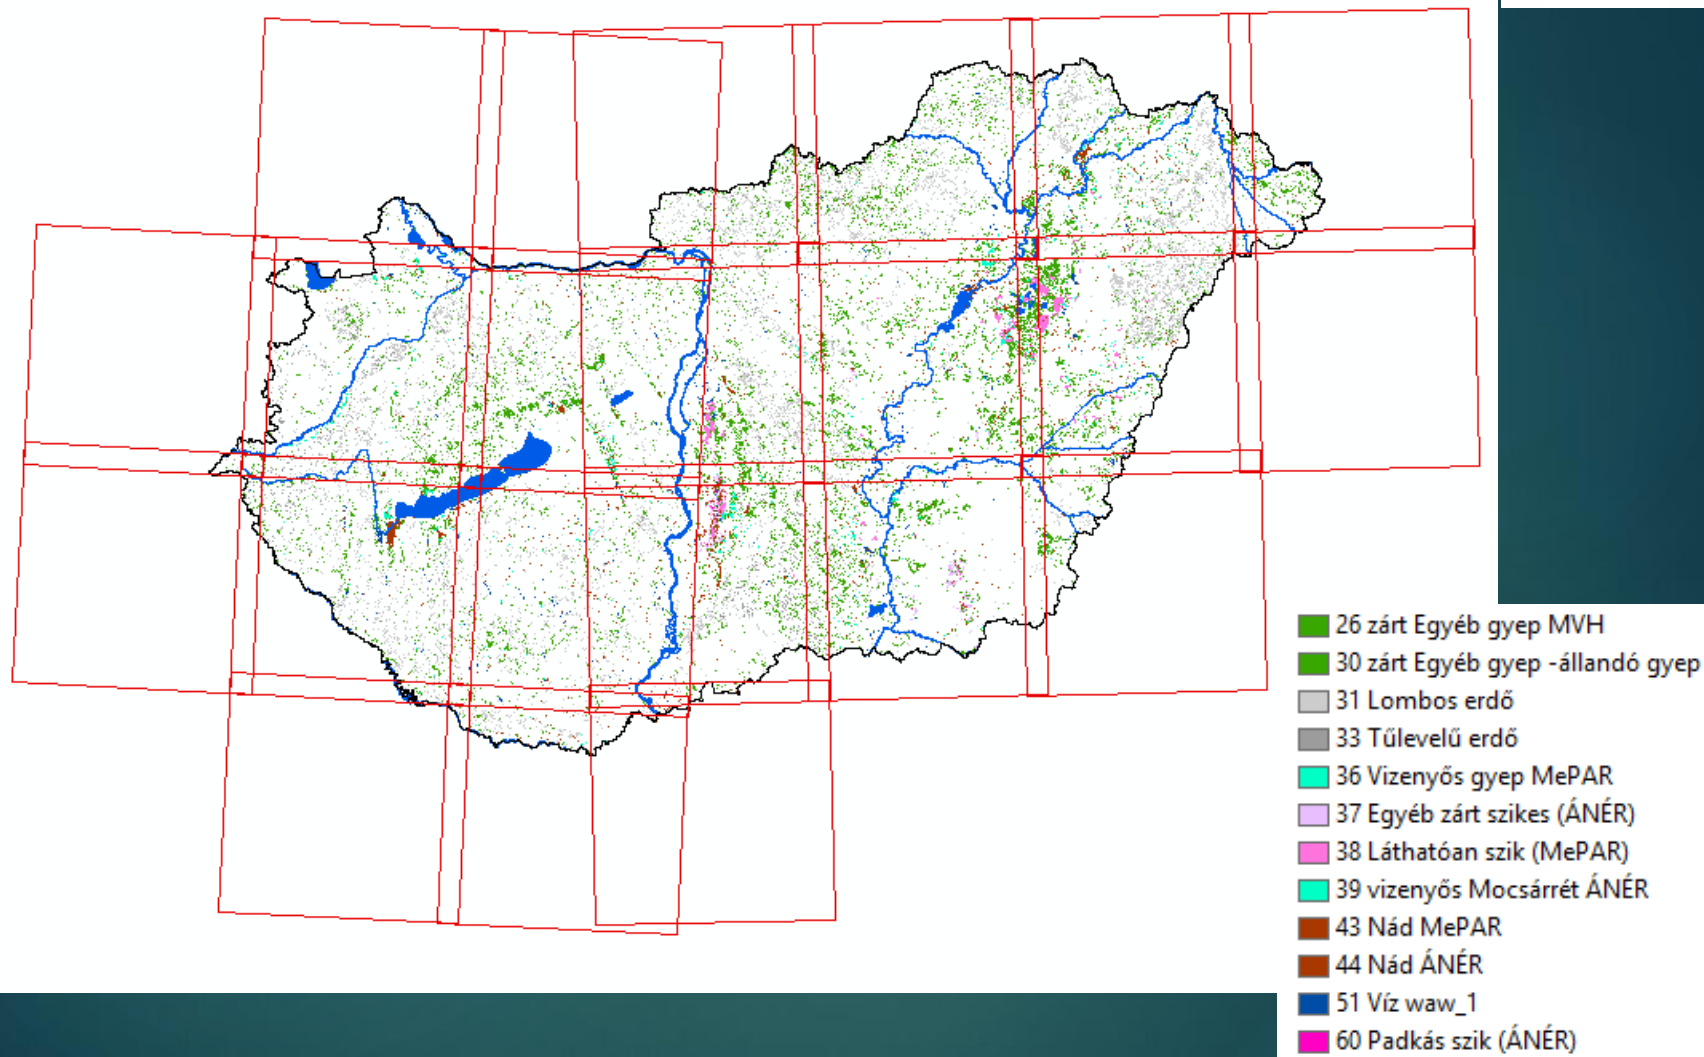 26 zárt Egyéb gyep MVH
30 zárt Egyéb gyep -állandó gyep
31 Lombos erdő
33 Tűlevelű erdő
36 Vizenyős gyep MePAR
37 Egyéb zárt szikes (ÁNÉR)
38 Láthatóan szik (MePAR)
39 vizenyős Mocsárrét ÁNÉR
43 Nád MePAR
44 Nád ÁNÉR
51 Víz waw_1
60 Padkás szik (ÁNÉR)